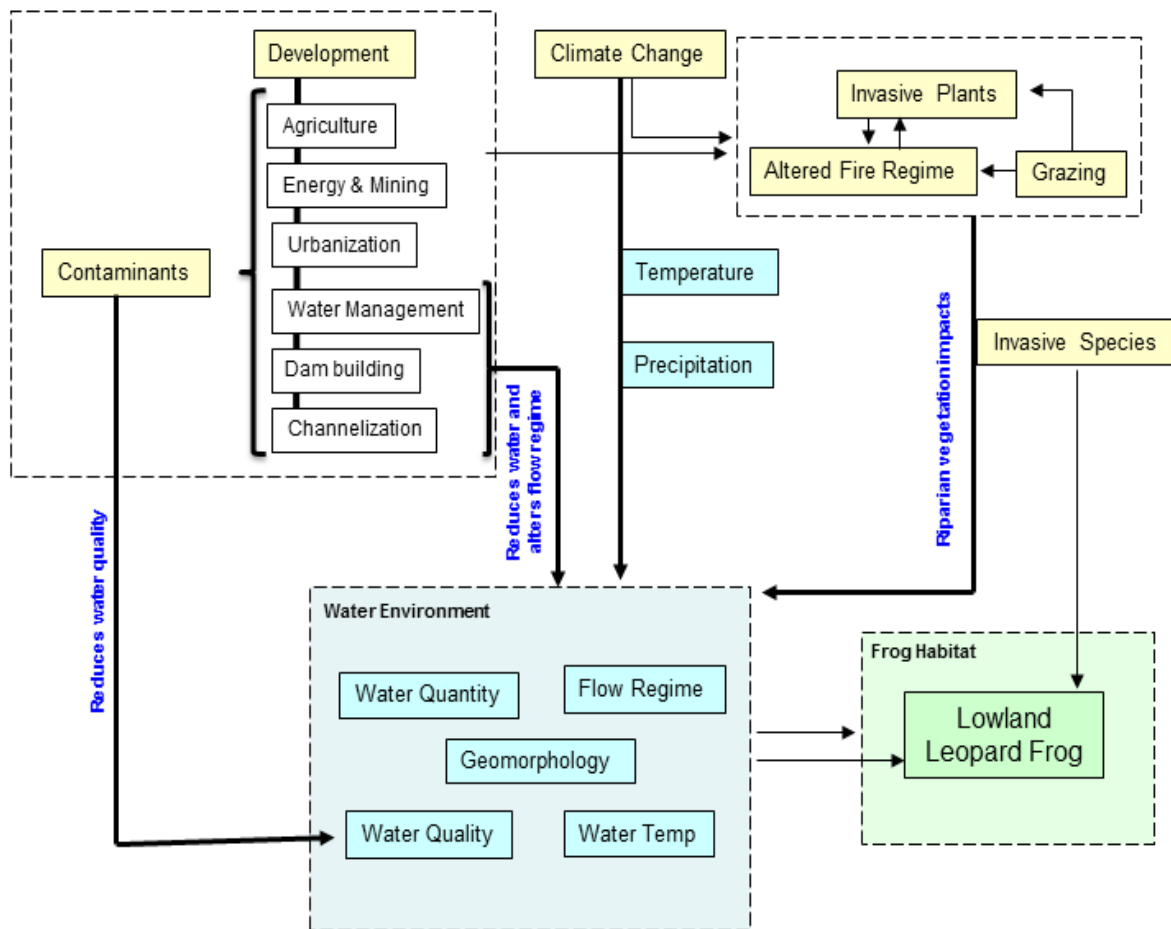 Development
Agriculture
Energy & Mining
Urbanization
Water Management
Dam building
Channelization
Contaminants
Climate Change
Temperature
Precipitation
Invasive Plants
Altered Fire Regime
Grazing
Invasive Species
Reduces water quality
Reduces water and
alters flow regime
Riparian vegetation impacts
Water Environment
Water Quantity
Flow Regime
Geomorphology
Water Quality
Water Temp
Frog Habitat
Lowland
Leopard Frog